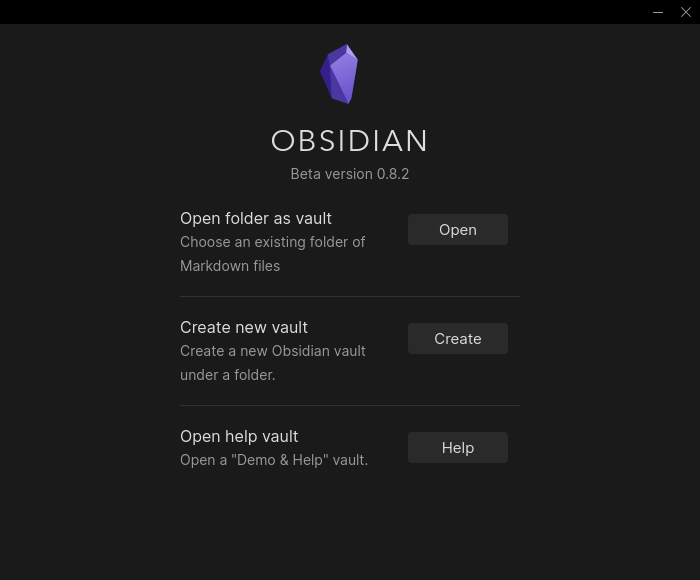 OBSIDIAN
Beta version 0.8.2
Open folder as vault
Choose an existing folder of
Markdown files
Open
Create new vault
Create a new Obsidian vault
under a folder.
Create
Open help vault
Open a "Demo & Help" vault.
Help